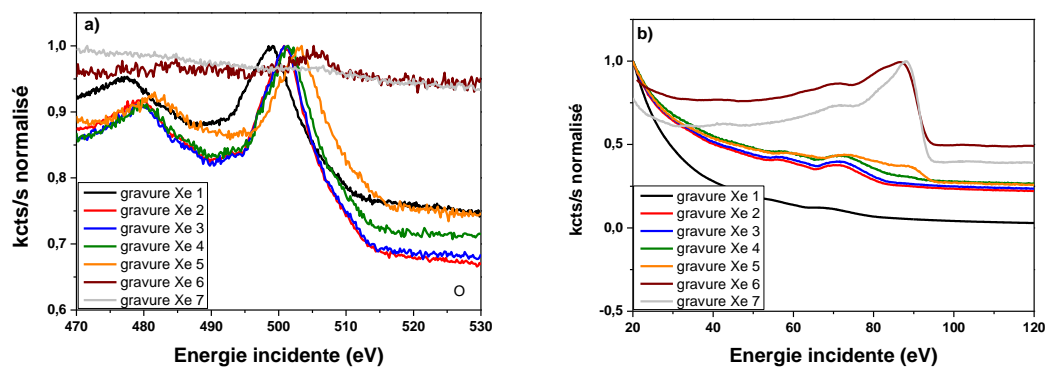 a)
kcts/s normalisé
1,0
0,9
0,8
0,7
0,6
gravure Xe 1
gravure Xe 2
gravure Xe 3
gravure Xe 4
gravure Xe 5
gravure Xe 6
gravure Xe 7
O
470 480 490 500 510 520 530
Energie incidente (eV)
b)
kcts/s normalisé
1,0
0,5
0,0
-0,5
gravure Xe 1
gravure Xe 2
gravure Xe 3
gravure Xe 4
gravure Xe 5
gravure Xe 6
gravure Xe 7
20 40 60 80 100 120
Energie incidente (eV)